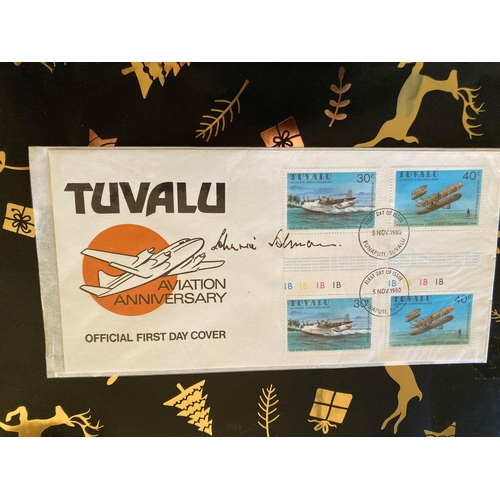 TUVALU
AVIATION
ANNIVERSARY
OFFICIAL FIRST DAY COVER
TUVALU 30c
TUVALU 40c
FIRST DAY OF ISSUE
5 NOV 1980
FUNAFUTI, TUVALU
1B 1B 1B 1B
1B 1B 1B 1B
TUVALU 30c
TUVALU 40c
FIRST DAY OF ISSUE
5 NOV 1980
FUNAFUTI, TUVALU